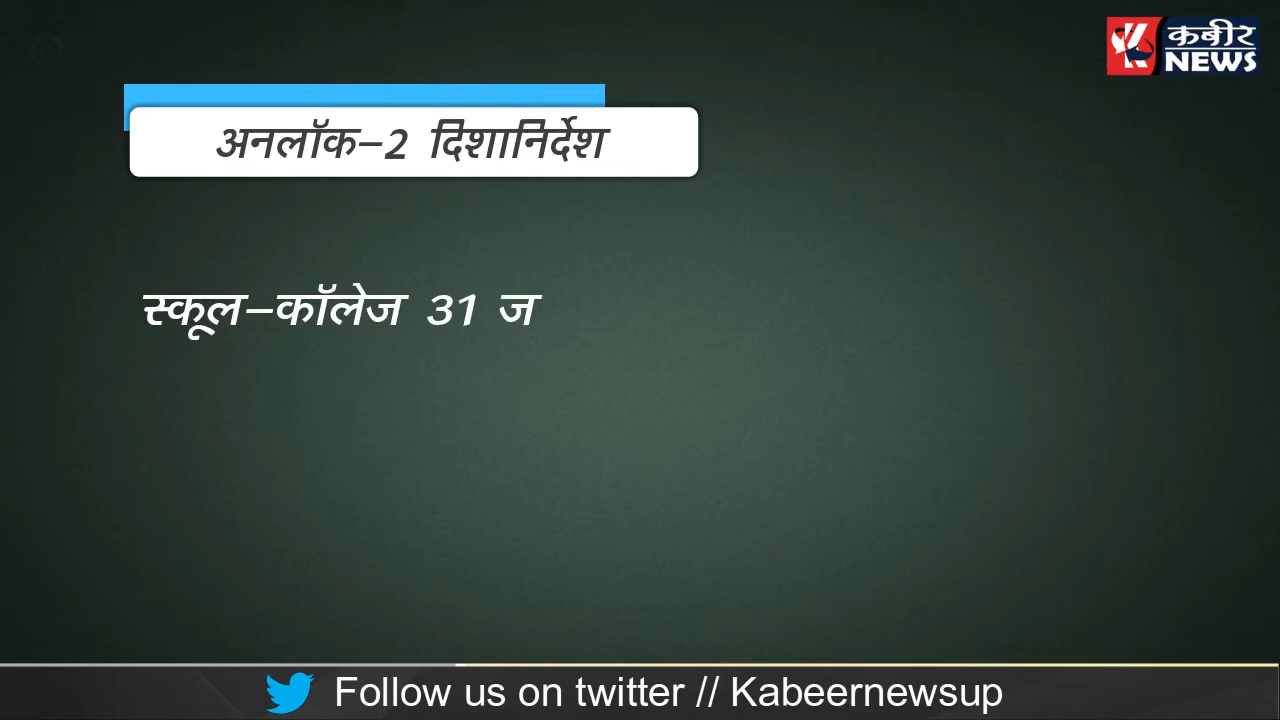 कबीर
NEWS
अनलॉक-2 दिशानिर्देश
स्कूल-कॉलेज 31 ज
Follow us on twitter // Kabeernewsup